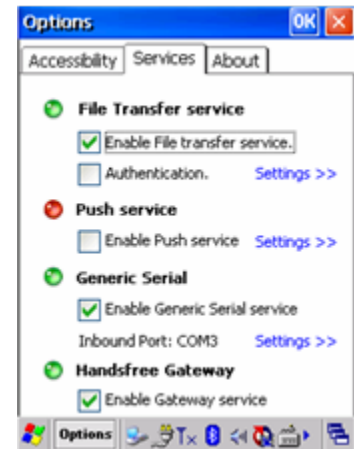 Options OK
Accessibility Services About
File Transfer service
Enable File transfer service.
Authentication. Settings >>
Push service
Enable Push service Settings >>
Generic Serial
Enable Generic Serial service
Inbound Port: COM3 Settings >>
Handsfree Gateway
Enable Gateway service
Options